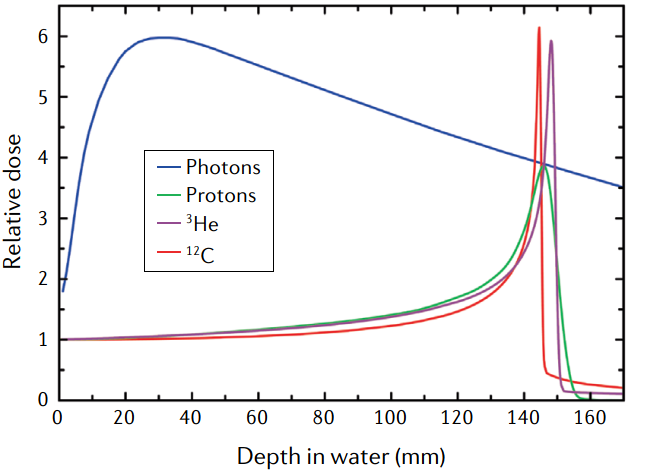 6
5
4
3
2
1
0
Relative dose
Photons
Protons
³He
¹²C
0 20 40 60 80 100 120 140 160
Depth in water (mm)